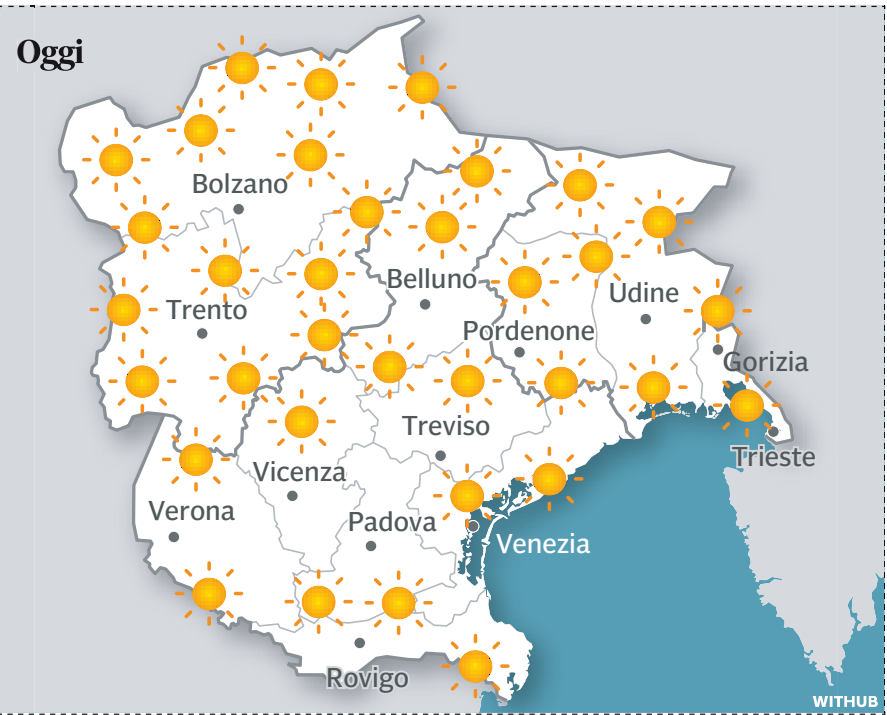 Oggi
Bolzano
Belluno
Udine
Trento
Pordenone
Gorizia
Treviso
Trieste
Vicenza
Verona
Padova
Venezia
Rovigo
WITHUB